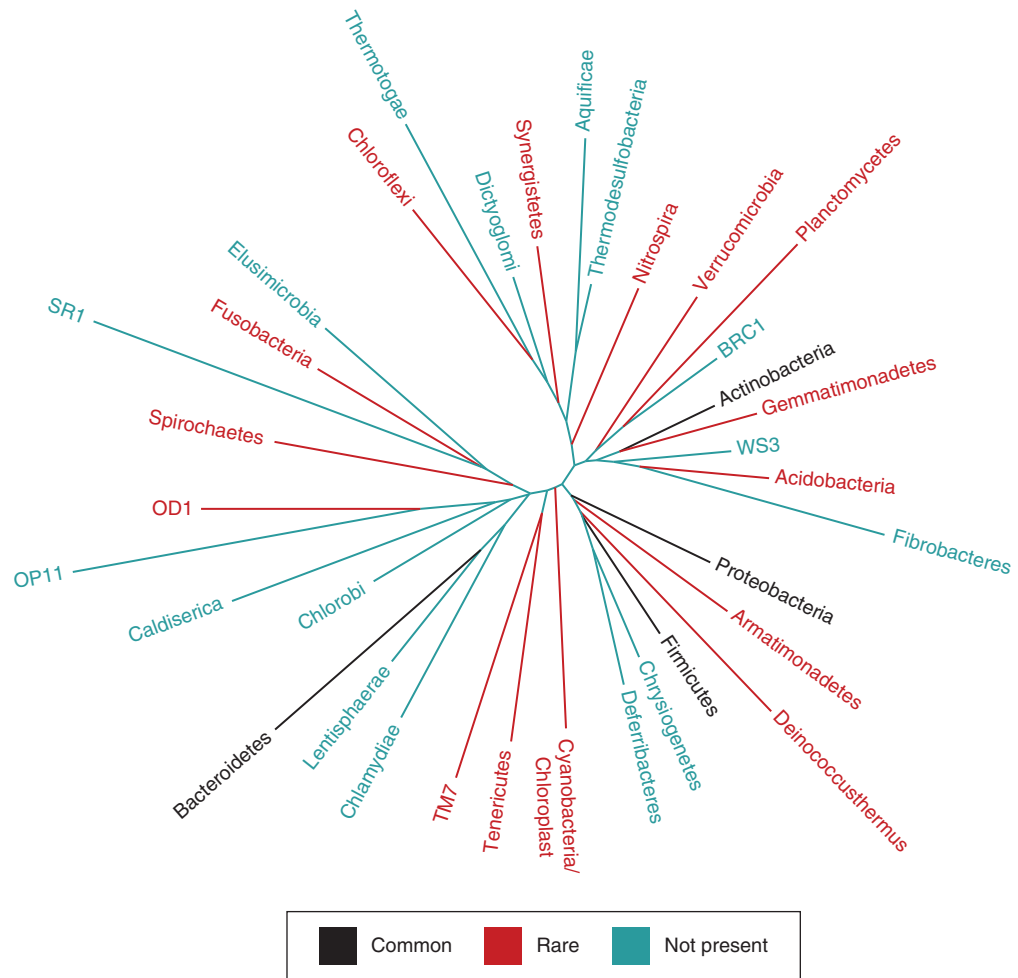 Thermotogae
Chloroflexi
Dictyoglomi
Synergistetes
Aquificae
Thermodesulfobacteria
Nitrospira
Verrucomicrobia
Planctomycetes
BRC1
Actinobacteria
Gemmatimonadetes
WS3
Acidobacteria
Fibrobacteres
Proteobacteria
Armatimonadetes
Deinococcusthermus
Firmicutes
Chrysiogenetes
Deferribacteres
Cyanobacteria/
Chloroplast
Tenericutes
TM7
Chlamydiae
Lentisphaerae
Bacteroidetes
Chlorobi
Caldiserica
OP11
OD1
Spirochaetes
SR1
Fusobacteria
Elusimicrobia
Common
Rare
Not present